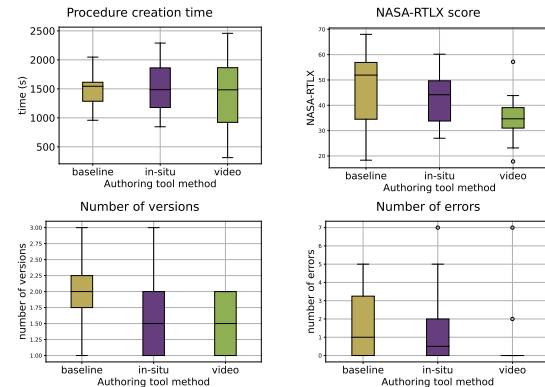 Procedure creation time
2500
2000
1500
1000
500
time (s)
baseline in-situ video
Authoring tool method
NASA-RTLX score
70
60
50
40
30
20
NASA-RTLX
baseline in-situ video
Authoring tool method
Number of versions
3.00
2.75
2.50
2.25
2.00
1.75
1.50
1.25
1.00
number of versions
baseline in-situ video
Authoring tool method
Number of errors
7
6
5
4
3
2
1
0
number of errors
baseline in-situ video
Authoring tool method